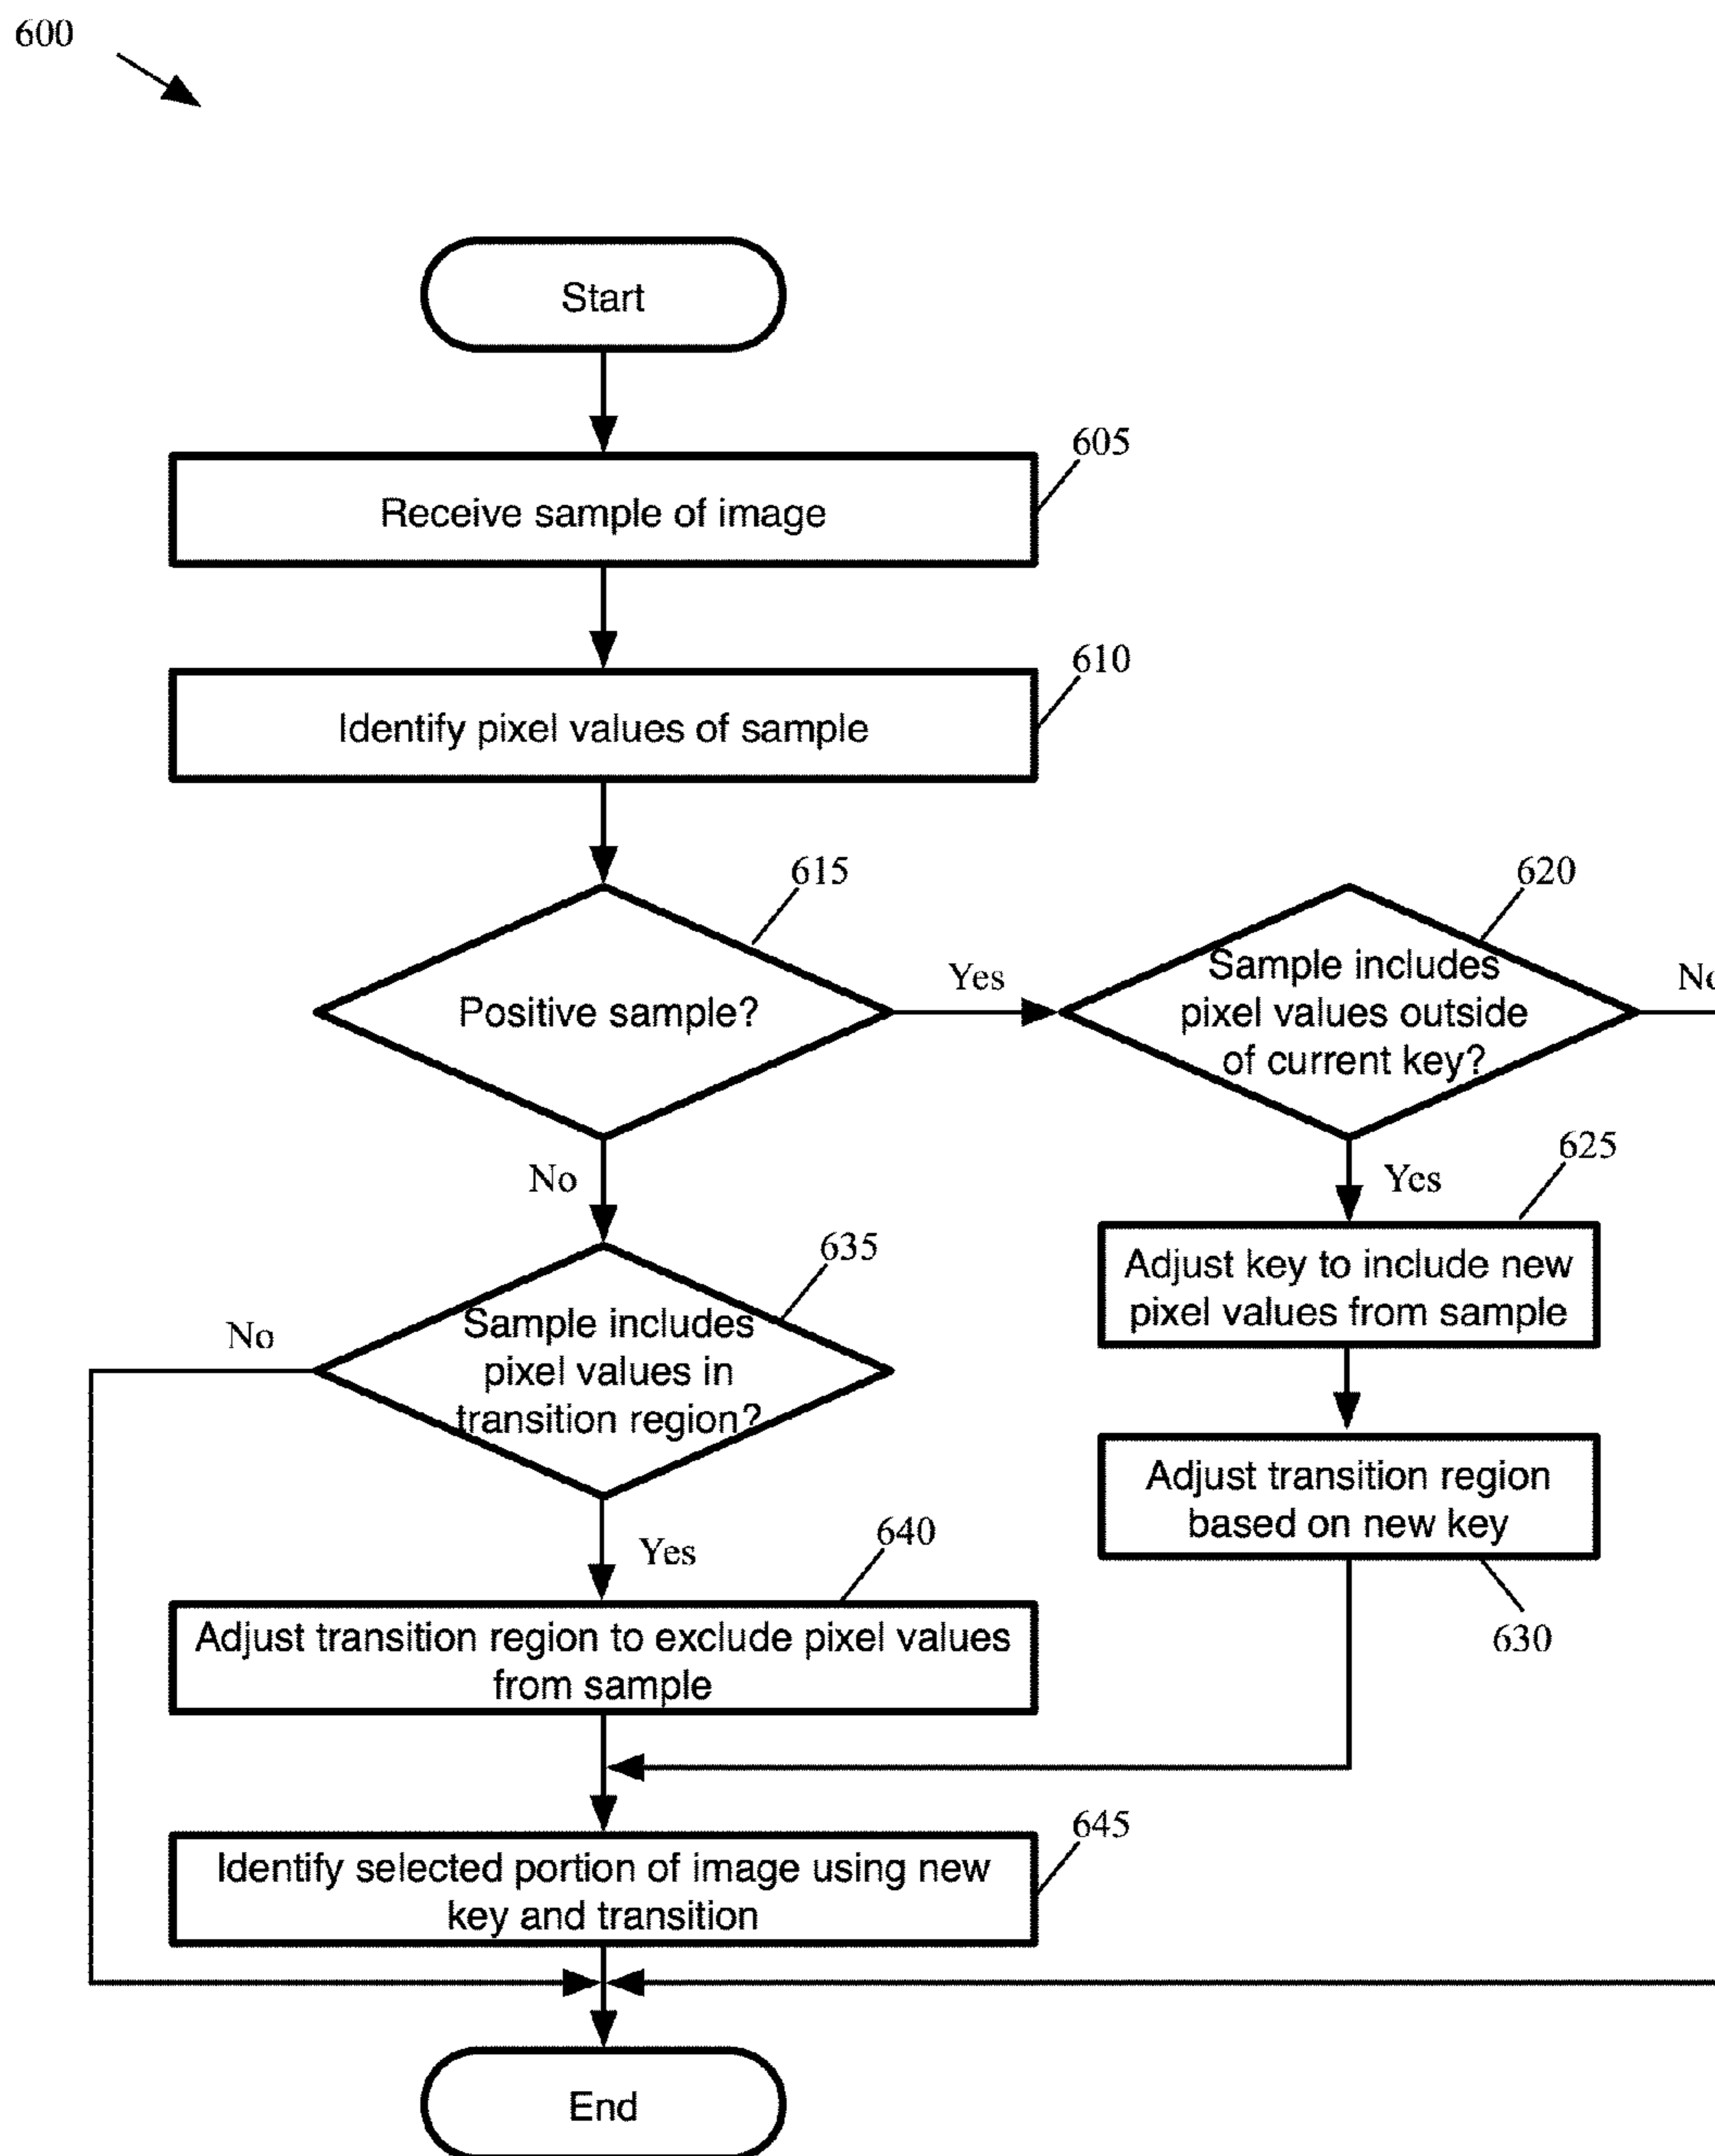 600
Start
605
Receive sample of image
610
Identify pixel values of sample
615
Positive sample?
Yes
620
Sample includes
pixel values outside
of current key?
No
Yes
625
Adjust key to include new
pixel values from sample
Adjust transition region
based on new key
630
No
635
Sample includes
pixel values in
transition region?
No
Yes
640
Adjust transition region to exclude pixel values
from sample
645
Identify selected portion of image using new
key and transition
End